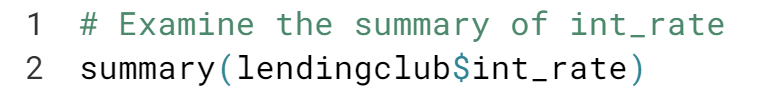 1 # Examine the summary of int_rate
2 summary(lendingclub$int_rate)